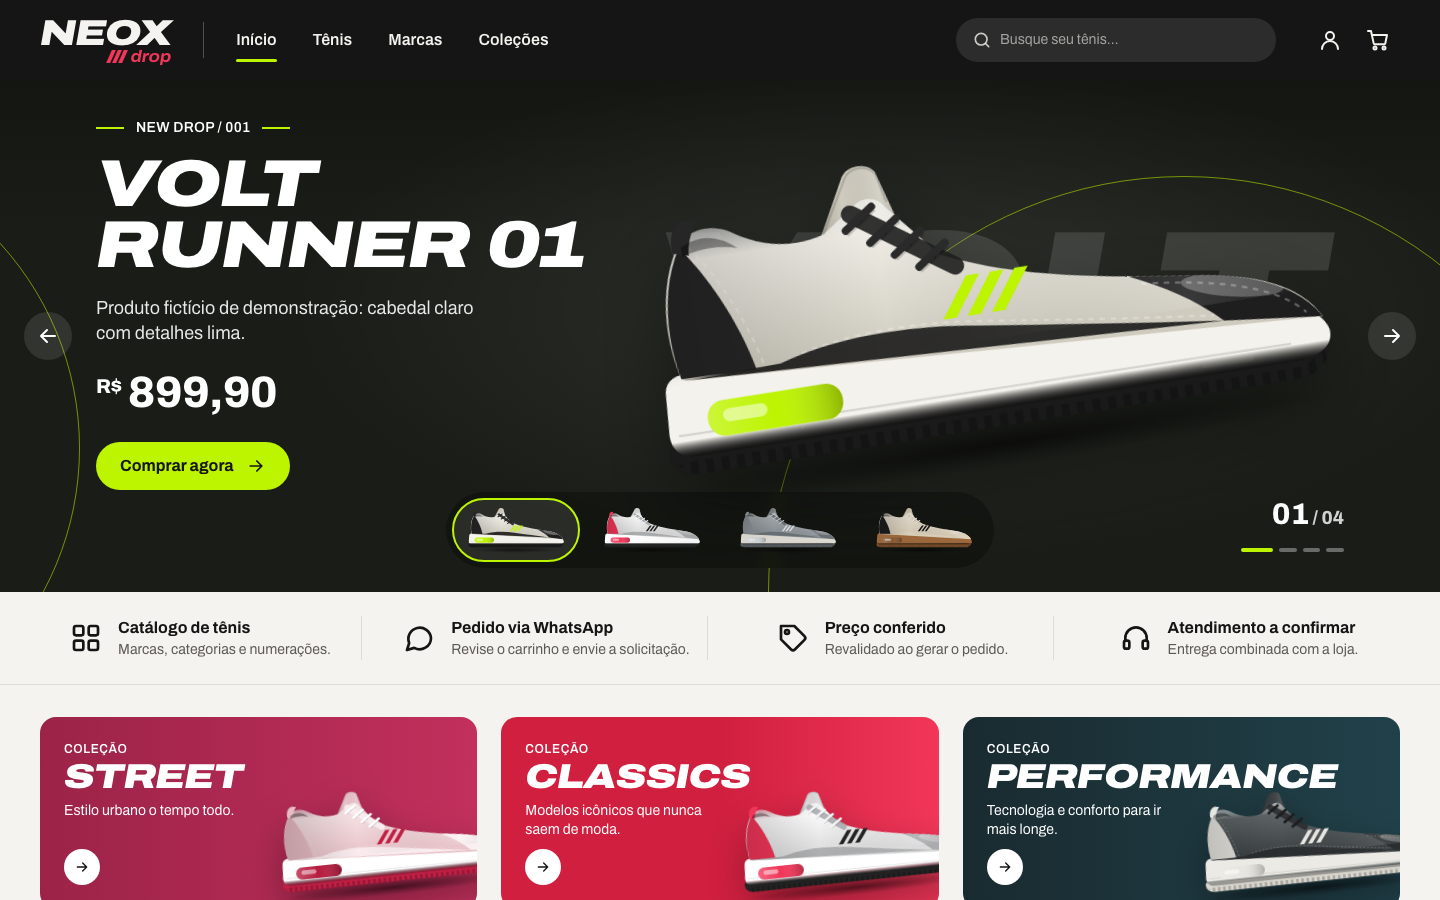 NEOX
drop
Início
Tênis
Marcas
Coleções
Busque seu tênis...
NEW DROP / 001
VOLT
RUNNER 01
Produto fictício de demonstração: cabedal claro
com detalhes lima.
R$ 899,90
Comprar agora
VOLT
01 / 04
Catálogo de tênis
Marcas, categorias e numerações.
Pedido via WhatsApp
Revise o carrinho e envie a solicitação.
Preço conferido
Revalidado ao gerar o pedido.
Atendimento a confirmar
Entrega combinada com a loja.
COLEÇÃO
STREET
Estilo urbano o tempo todo.
COLEÇÃO
CLASSICS
Modelos icônicos que nunca
saem de moda.
COLEÇÃO
PERFORMANCE
Tecnologia e conforto para ir
mais longe.